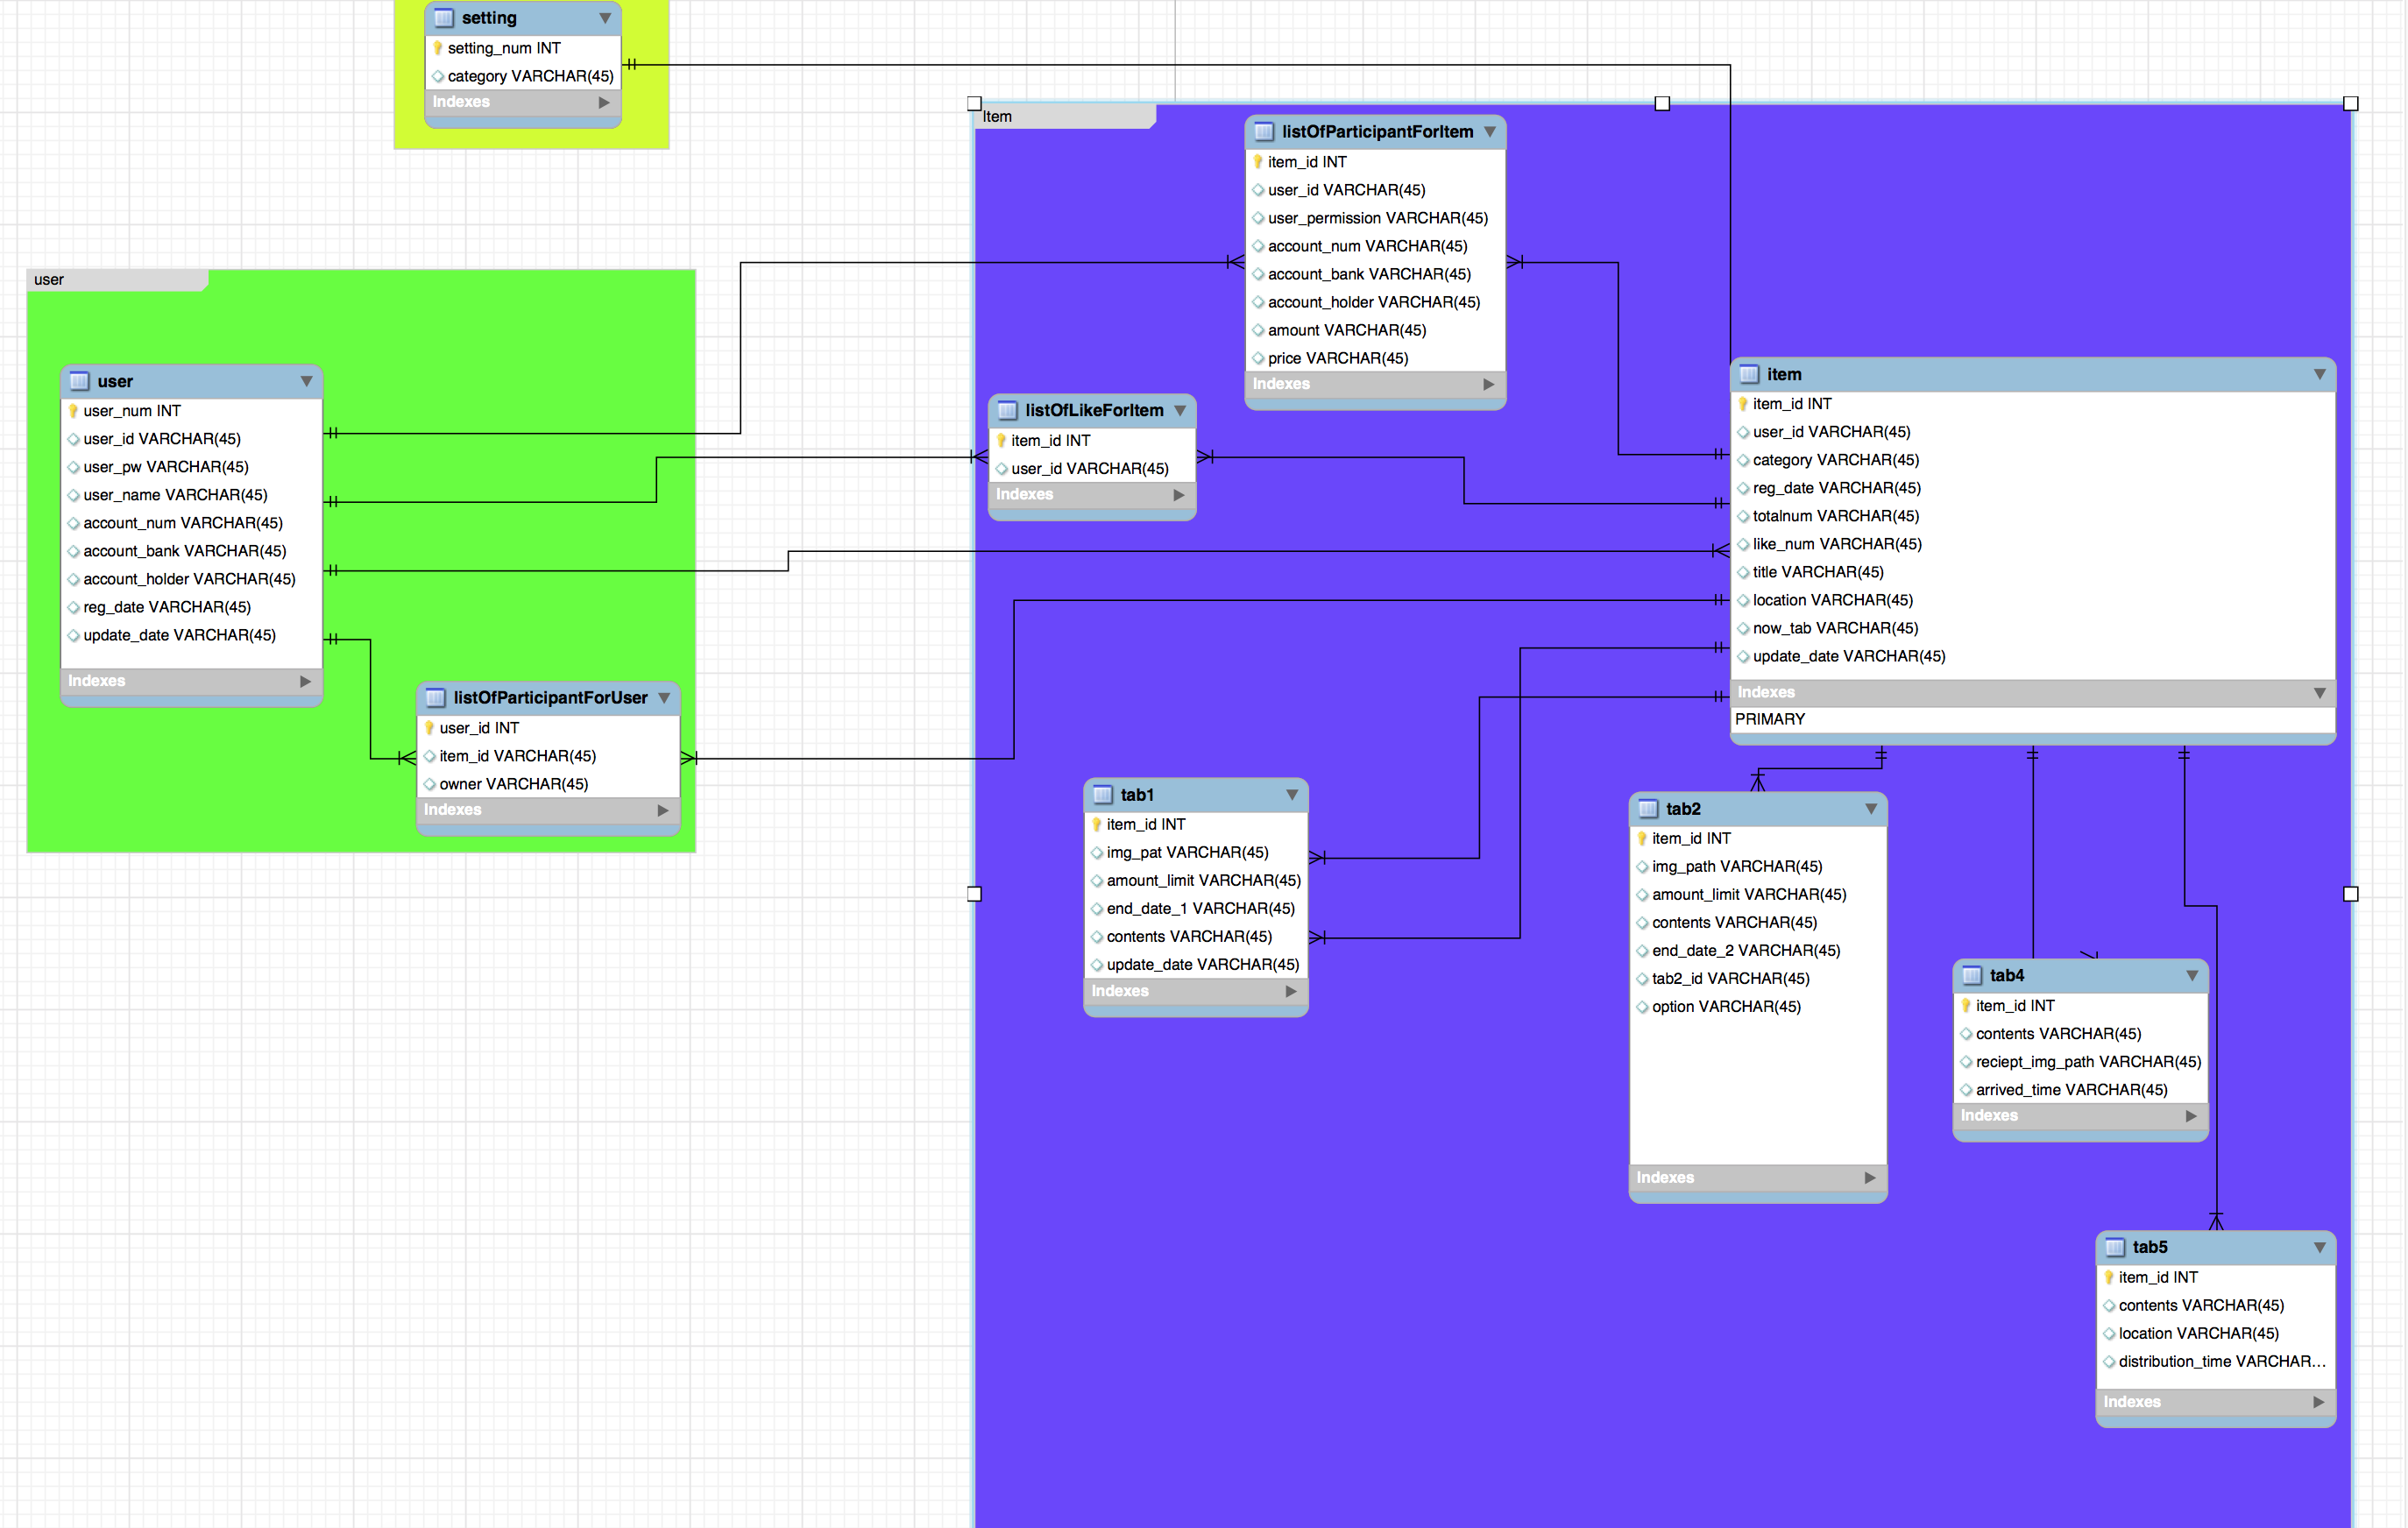 setting
setting_num INT
category VARCHAR(45)
Indexes
user
user
user_num INT
user_id VARCHAR(45)
user_pw VARCHAR(45)
user_name VARCHAR(45)
account_num VARCHAR(45)
account_bank VARCHAR(45)
account_holder VARCHAR(45)
reg_date VARCHAR(45)
update_date VARCHAR(45)
Indexes
listOfParticipantForUser
user_id INT
item_id VARCHAR(45)
owner VARCHAR(45)
Indexes
Item
listOfParticipantForItem
item_id INT
user_id VARCHAR(45)
user_permission VARCHAR(45)
account_num VARCHAR(45)
account_bank VARCHAR(45)
account_holder VARCHAR(45)
amount VARCHAR(45)
price VARCHAR(45)
Indexes
listOfLikeForItem
item_id INT
user_id VARCHAR(45)
Indexes
item
item_id INT
user_id VARCHAR(45)
category VARCHAR(45)
reg_date VARCHAR(45)
totalnum VARCHAR(45)
like_num VARCHAR(45)
title VARCHAR(45)
location VARCHAR(45)
now_tab VARCHAR(45)
update_date VARCHAR(45)
Indexes
PRIMARY
tab1
item_id INT
img_pat VARCHAR(45)
amount_limit VARCHAR(45)
end_date_1 VARCHAR(45)
contents VARCHAR(45)
update_date VARCHAR(45)
Indexes
tab2
item_id INT
img_path VARCHAR(45)
amount_limit VARCHAR(45)
contents VARCHAR(45)
end_date_2 VARCHAR(45)
tab2_id VARCHAR(45)
option VARCHAR(45)
Indexes
tab4
item_id INT
contents VARCHAR(45)
reciept_img_path VARCHAR(45)
arrived_time VARCHAR(45)
Indexes
tab5
item_id INT
contents VARCHAR(45)
location VARCHAR(45)
distribution_time VARCHAR...
Indexes